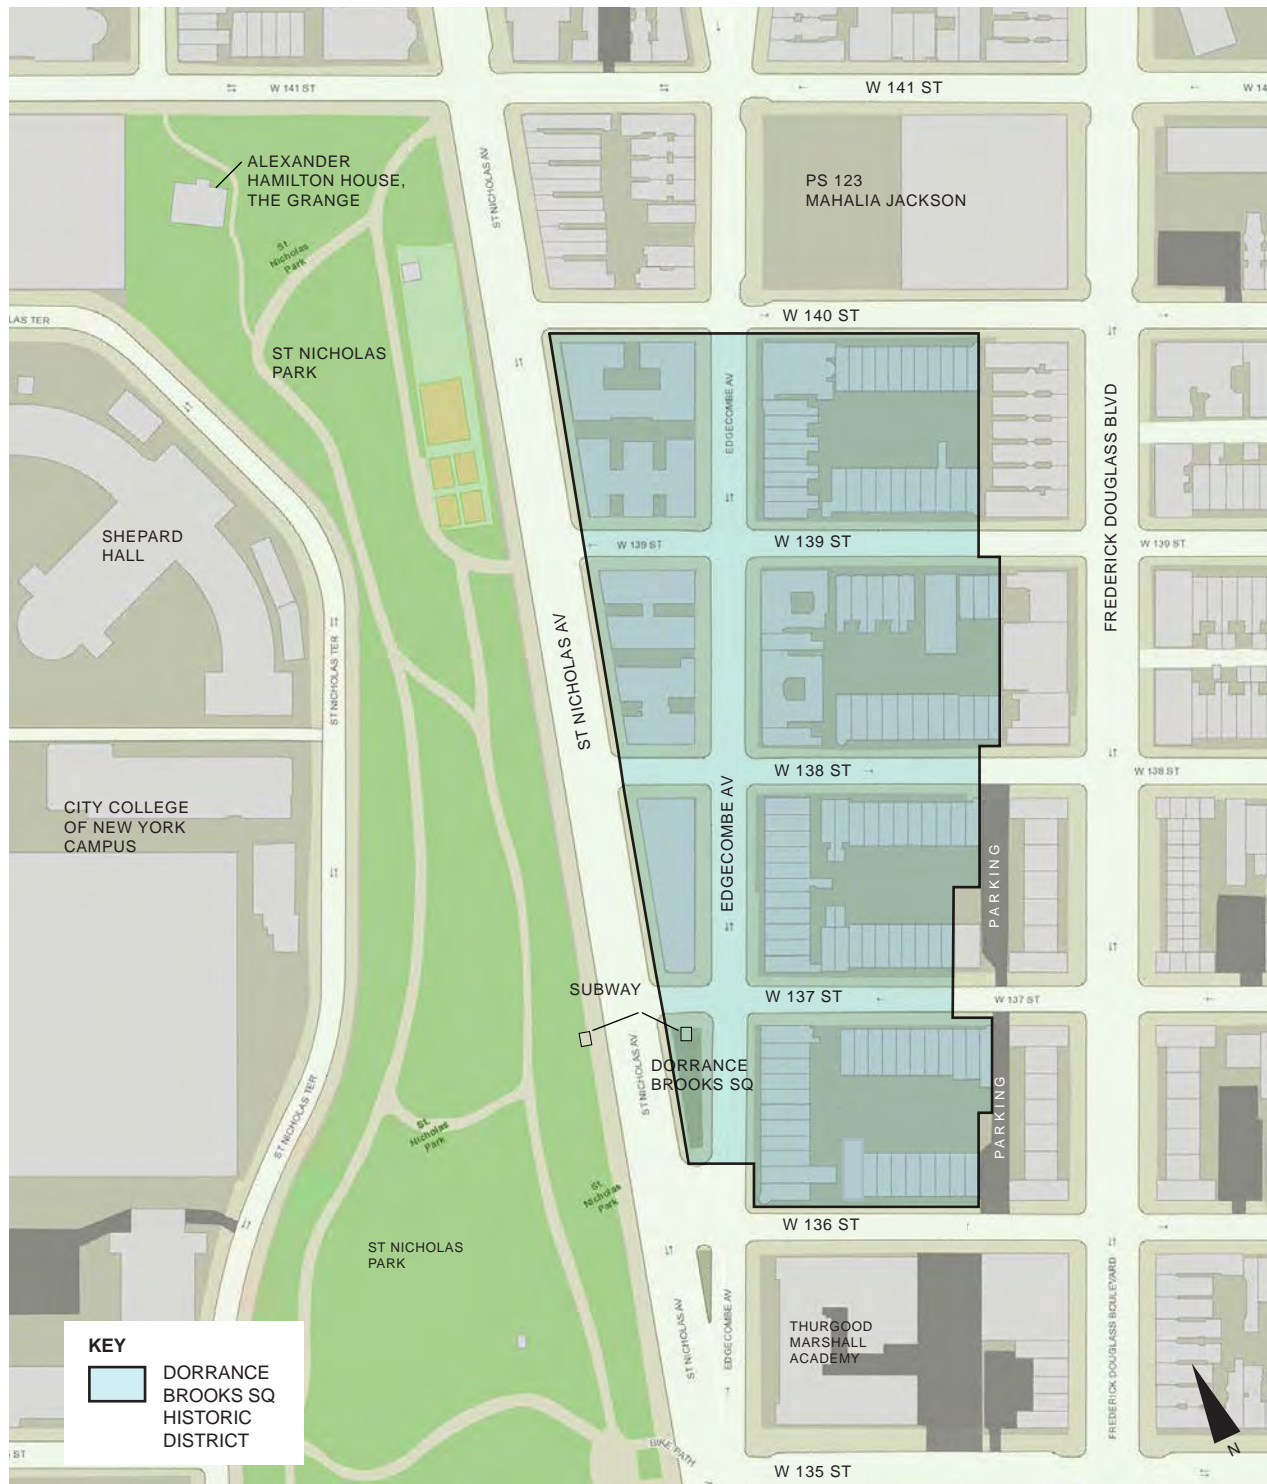 W 141 ST
W 141 ST
W 14
ALEXANDER
HAMILTON HOUSE,
THE GRANGE
ST NICHOLAS AV
PS 123
MAHALIA JACKSON
St.
Nicholas
Park
LAS TER
W 140 ST
ST NICHOLAS
PARK
EDGECOMBE AV
FREDERICK DOUGLASS BLVD
SHEPARD
HALL
W 139 ST
W 139 ST
W 139 ST
ST NICHOLAS TER
ST NICHOLAS AV
W 138 ST
W 138 ST
CITY COLLEGE
OF NEW YORK
CAMPUS
EDGECOMBE AV
PARKING
SUBWAY
W 137 ST
W 137 ST
ST NICHOLAS AV
DORRANCE
BROOKS SQ
ST NICHOLAS TER
St.
Nicholas
Park
PARKING
St.
Nicholas
Park
W 136 ST
ST NICHOLAS
PARK
ST NICHOLAS AV
EDGECOMBE AV
FREDERICK DOUGLASS BOULEVARD
THURGOOD
MARSHALL
ACADEMY
KEY
DORRANCE
BROOKS SQ
HISTORIC
DISTRICT
ST
BIKE PATH
W 135 ST
N